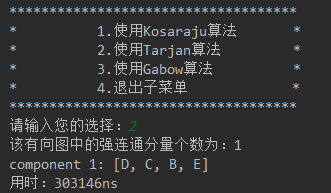 ************************************
* 1.使用Kosaraju算法 *
* 2.使用Tarjan算法 *
* 3.使用Gabow算法 *
* 4.退出子菜单 *
************************************
请输入您的选择：2
该有向图中的强连通分量个数为：1
component 1: [D, C, B, E]
用时：303146ns